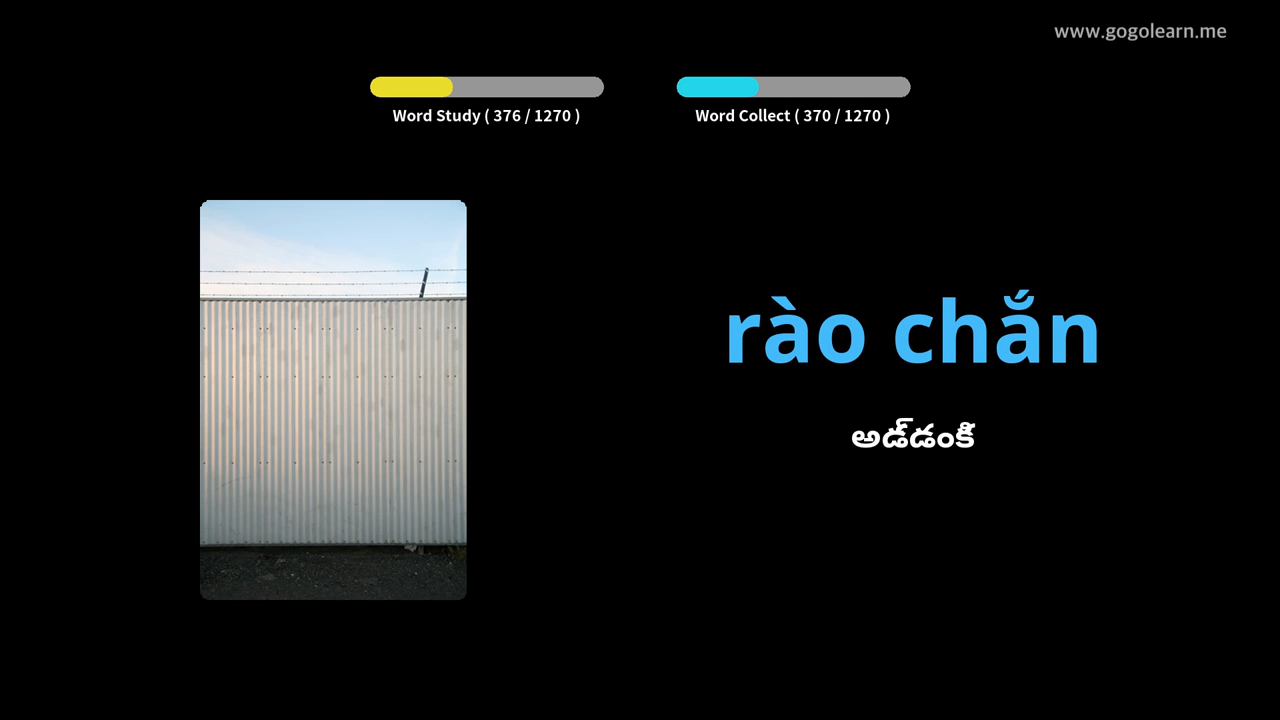 www.gogolearn.me
Word Study ( 376 / 1270 )
Word Collect ( 370 / 1270 )
rào chắn
అడ్డంకి